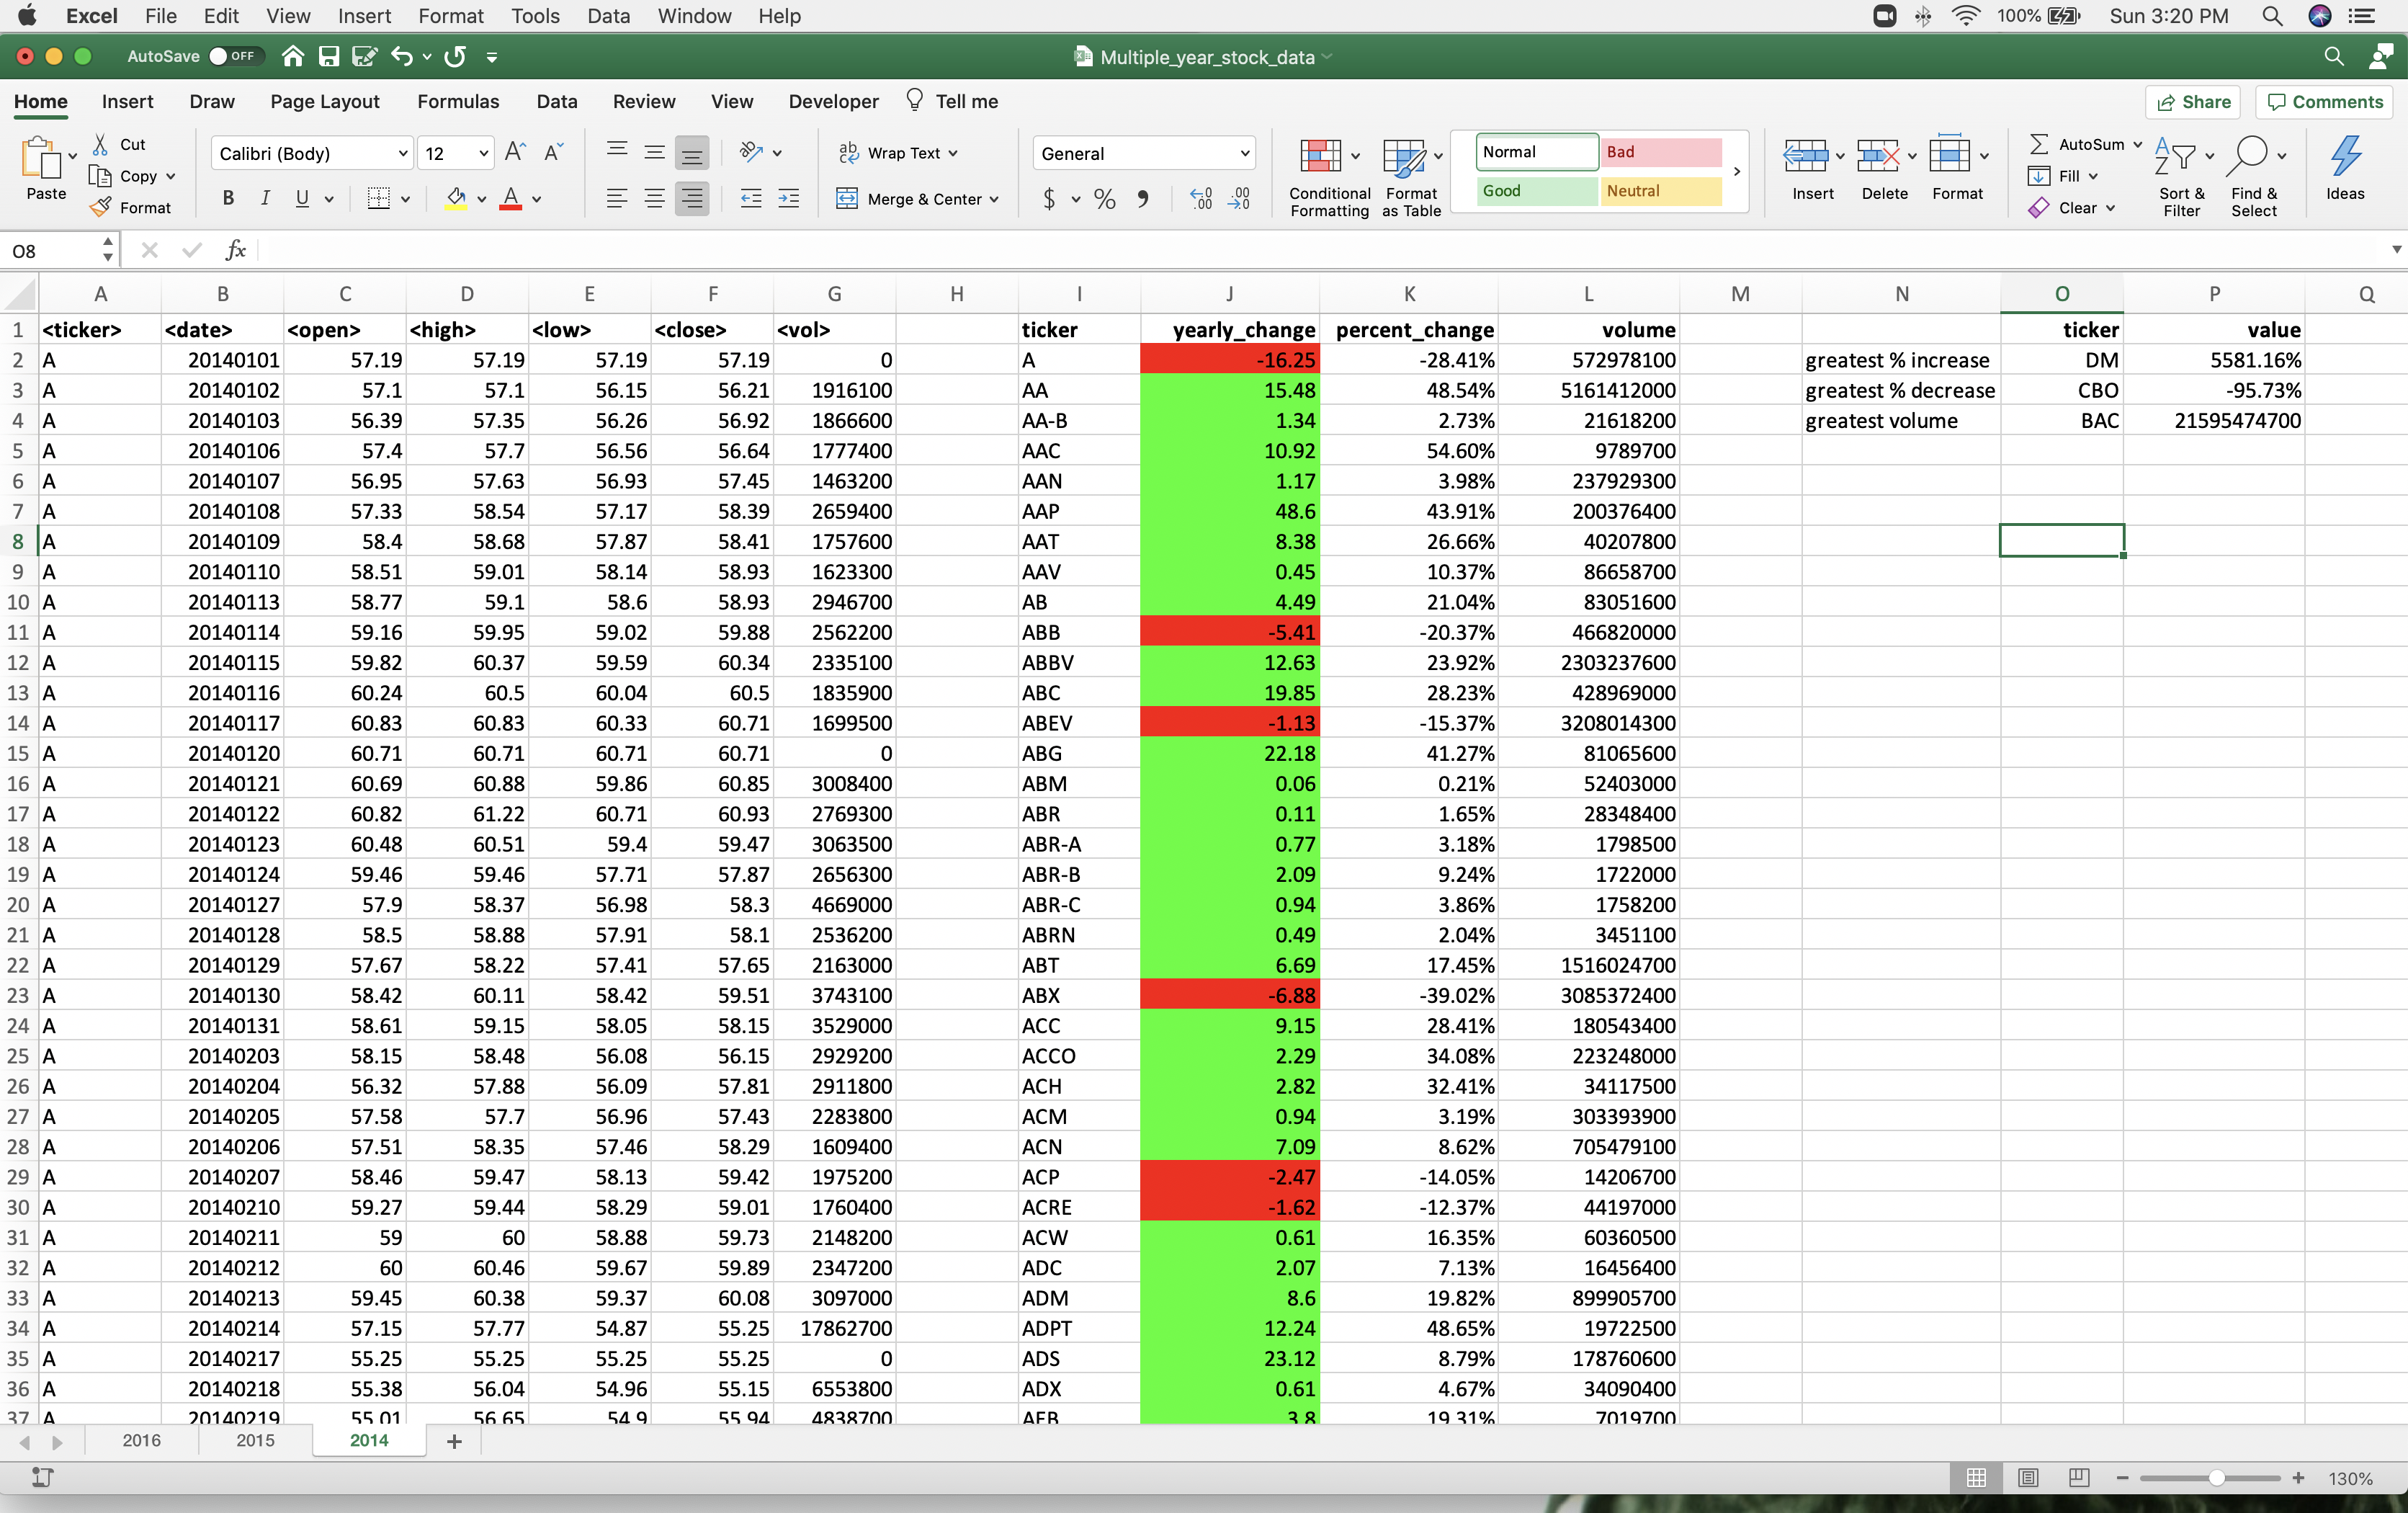 Excel File Edit View Insert Format Tools Data Window Help 100% Sun 3:20 PM
AutoSave OFF Multiple_year_stock_data
Home Insert Draw Page Layout Formulas Data Review View Developer Tell me Share Comments
Paste Cut Copy Format Calibri (Body) 12 A A B I U A Wrap Text Merge & Center General $ % Conditional Formatting Format as Table Normal Bad Good Neutral Insert Delete Format AutoSum Fill Clear Sort & Filter Find & Select Ideas
O8 fx
A B C D E F G H I J K L M N O P Q
1 <ticker> <date> <open> <high> <low> <close> <vol> ticker yearly_change percent_change volume ticker value
2 A 20140101 57.19 57.19 57.19 57.19 0 A -16.25 -28.41% 572978100 greatest % increase DM 5581.16%
3 A 20140102 57.1 57.1 56.15 56.21 1916100 AA 15.48 48.54% 5161412000 greatest % decrease CBO -95.73%
4 A 20140103 56.39 57.35 56.26 56.92 1866600 AA-B 1.34 2.73% 21618200 greatest volume BAC 21595474700
5 A 20140106 57.4 57.7 56.56 56.64 1777400 AAC 10.92 54.60% 9789700
6 A 20140107 56.95 57.63 56.93 57.45 1463200 AAN 1.17 3.98% 237929300
7 A 20140108 57.33 58.54 57.17 58.39 2659400 AAP 48.6 43.91% 200376400
8 A 20140109 58.4 58.68 57.87 58.41 1757600 AAT 8.38 26.66% 40207800
9 A 20140110 58.51 59.01 58.14 58.93 1623300 AAV 0.45 10.37% 86658700
10 A 20140113 58.77 59.1 58.6 58.93 2946700 AB 4.49 21.04% 83051600
11 A 20140114 59.16 59.95 59.02 59.88 2562200 ABB -5.41 -20.37% 466820000
12 A 20140115 59.82 60.37 59.59 60.34 2335100 ABBV 12.63 23.92% 2303237600
13 A 20140116 60.24 60.5 60.04 60.5 1835900 ABC 19.85 28.23% 428969000
14 A 20140117 60.83 60.83 60.33 60.71 1699500 ABEV -1.13 -15.37% 3208014300
15 A 20140120 60.71 60.71 60.71 60.71 0 ABG 22.18 41.27% 81065600
16 A 20140121 60.69 60.88 59.86 60.85 3008400 ABM 0.06 0.21% 52403000
17 A 20140122 60.82 61.22 60.71 60.93 2769300 ABR 0.11 1.65% 28348400
18 A 20140123 60.48 60.51 59.4 59.47 3063500 ABR-A 0.77 3.18% 1798500
19 A 20140124 59.46 59.46 57.71 57.87 2656300 ABR-B 2.09 9.24% 1722000
20 A 20140127 57.9 58.37 56.98 58.3 4669000 ABR-C 0.94 3.86% 1758200
21 A 20140128 58.5 58.88 57.91 58.1 2536200 ABRN 0.49 2.04% 3451100
22 A 20140129 57.67 58.22 57.41 57.65 2163000 ABT 6.69 17.45% 1516024700
23 A 20140130 58.42 60.11 58.42 59.51 3743100 ABX -6.88 -39.02% 3085372400
24 A 20140131 58.61 59.15 58.05 58.15 3529000 ACC 9.15 28.41% 180543400
25 A 20140203 58.15 58.48 56.08 56.15 2929200 ACCO 2.29 34.08% 223248000
26 A 20140204 56.32 57.88 56.09 57.81 2911800 ACH 2.82 32.41% 34117500
27 A 20140205 57.58 57.7 56.96 57.43 2283800 ACM 0.94 3.19% 303393900
28 A 20140206 57.51 58.35 57.46 58.29 1609400 ACN 7.09 8.62% 705479100
29 A 20140207 58.46 59.47 58.13 59.42 1975200 ACP -2.47 -14.05% 14206700
30 A 20140210 59.27 59.44 58.29 59.01 1760400 ACRE -1.62 -12.37% 44197000
31 A 20140211 59 60 58.88 59.73 2148200 ACW 0.61 16.35% 60360500
32 A 20140212 60 60.46 59.67 59.89 2347200 ADC 2.07 7.13% 16456400
33 A 20140213 59.45 60.38 59.37 60.08 3097000 ADM 8.6 19.82% 899905700
34 A 20140214 57.15 57.77 54.87 55.25 17862700 ADPT 12.24 48.65% 19722500
35 A 20140217 55.25 55.25 55.25 55.25 0 ADS 23.12 8.79% 178760600
36 A 20140218 55.38 56.04 54.96 55.15 6553800 ADX 0.61 4.67% 34090400
37 A 20140219 55.01 56.65 54.9 55.94 4838700 AEB 3.8 19.31% 7019700
2016 2015 2014 +
130%